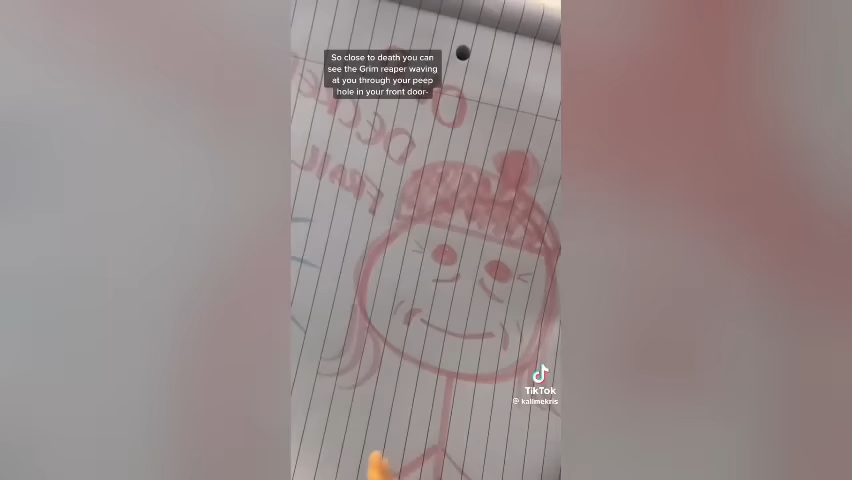 So close to death you can
see the Grim reaper waving
at you through your peep
hole in your front door-
FRAIL
TikTok
@kallmekris